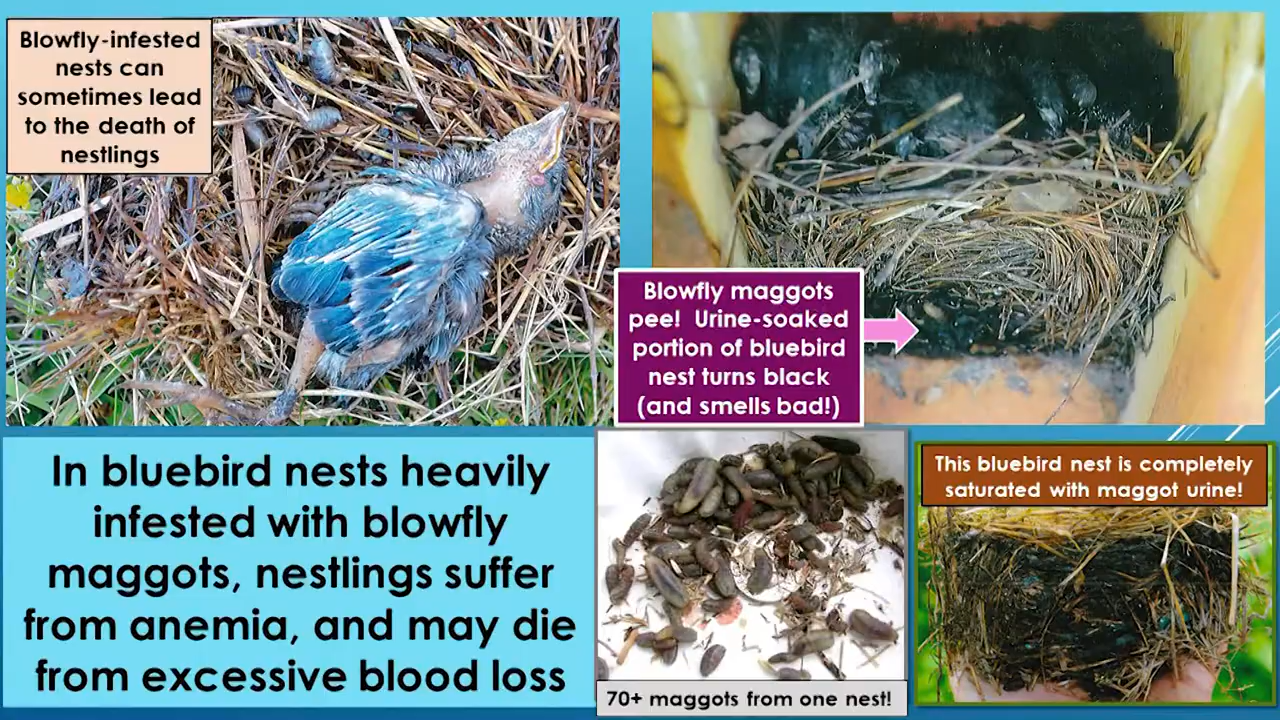 Blowfly-infested
nests can
sometimes lead
to the death of
nestlings
Blowfly maggots
pee! Urine-soaked
portion of bluebird
nest turns black
(and smells bad!)
In bluebird nests heavily
infested with blowfly
maggots, nestlings suffer
from anemia, and may die
from excessive blood loss
70+ maggots from one nest!
This bluebird nest is completely
saturated with maggot urine!